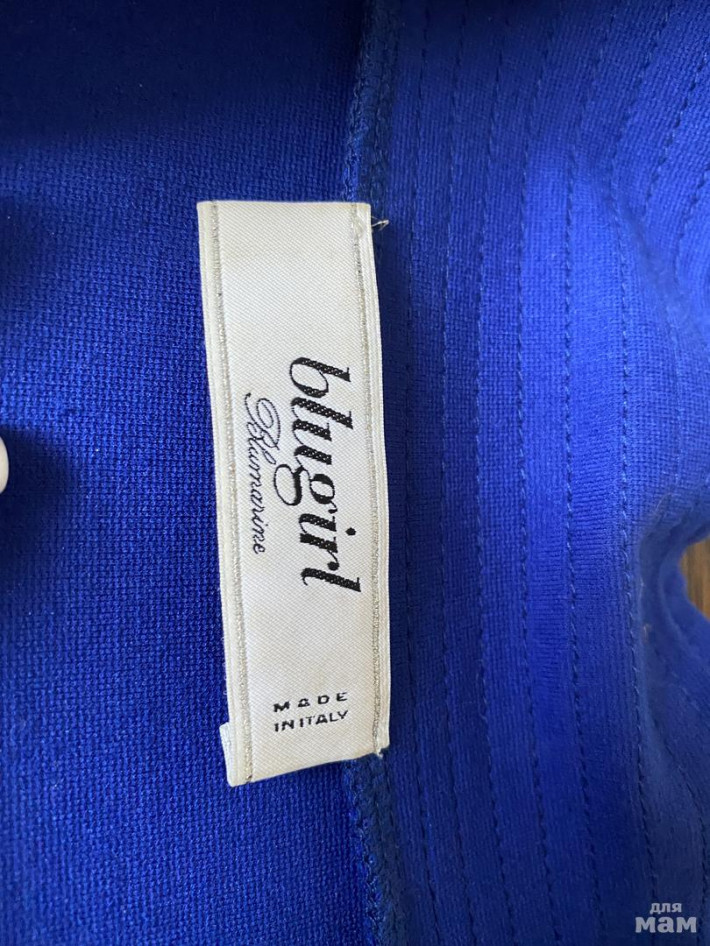 blugirl
Blumarine
MADE
IN ITALY
для
мам